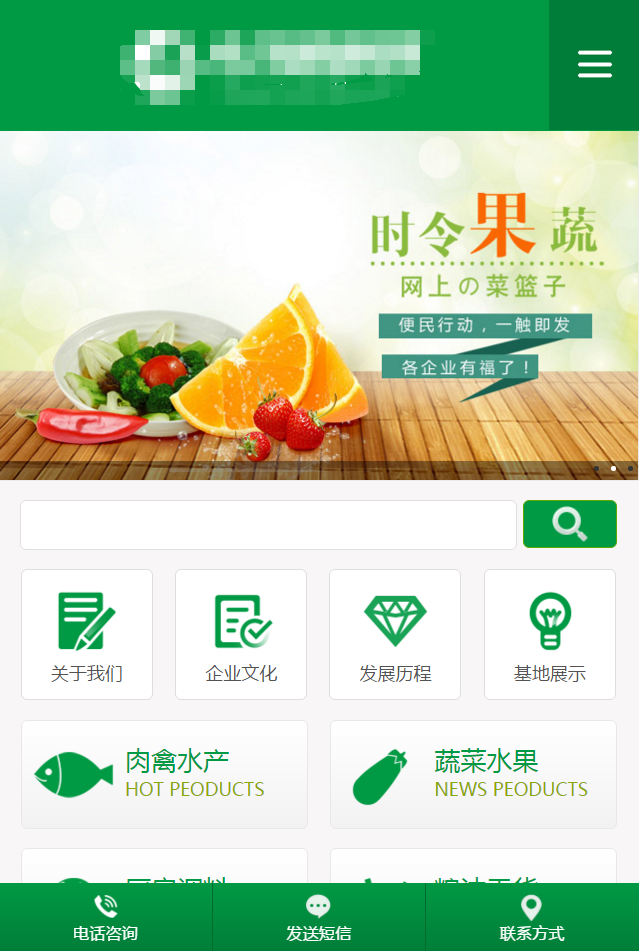 时令果蔬
网上の菜篮子
便民行动，一触即发
各企业有福了！
关于我们 企业文化 发展历程 基地展示
肉禽水产 蔬菜水果
HOT PEODUCTS NEWS PEODUCTS
电话咨询 发送短信 联系方式